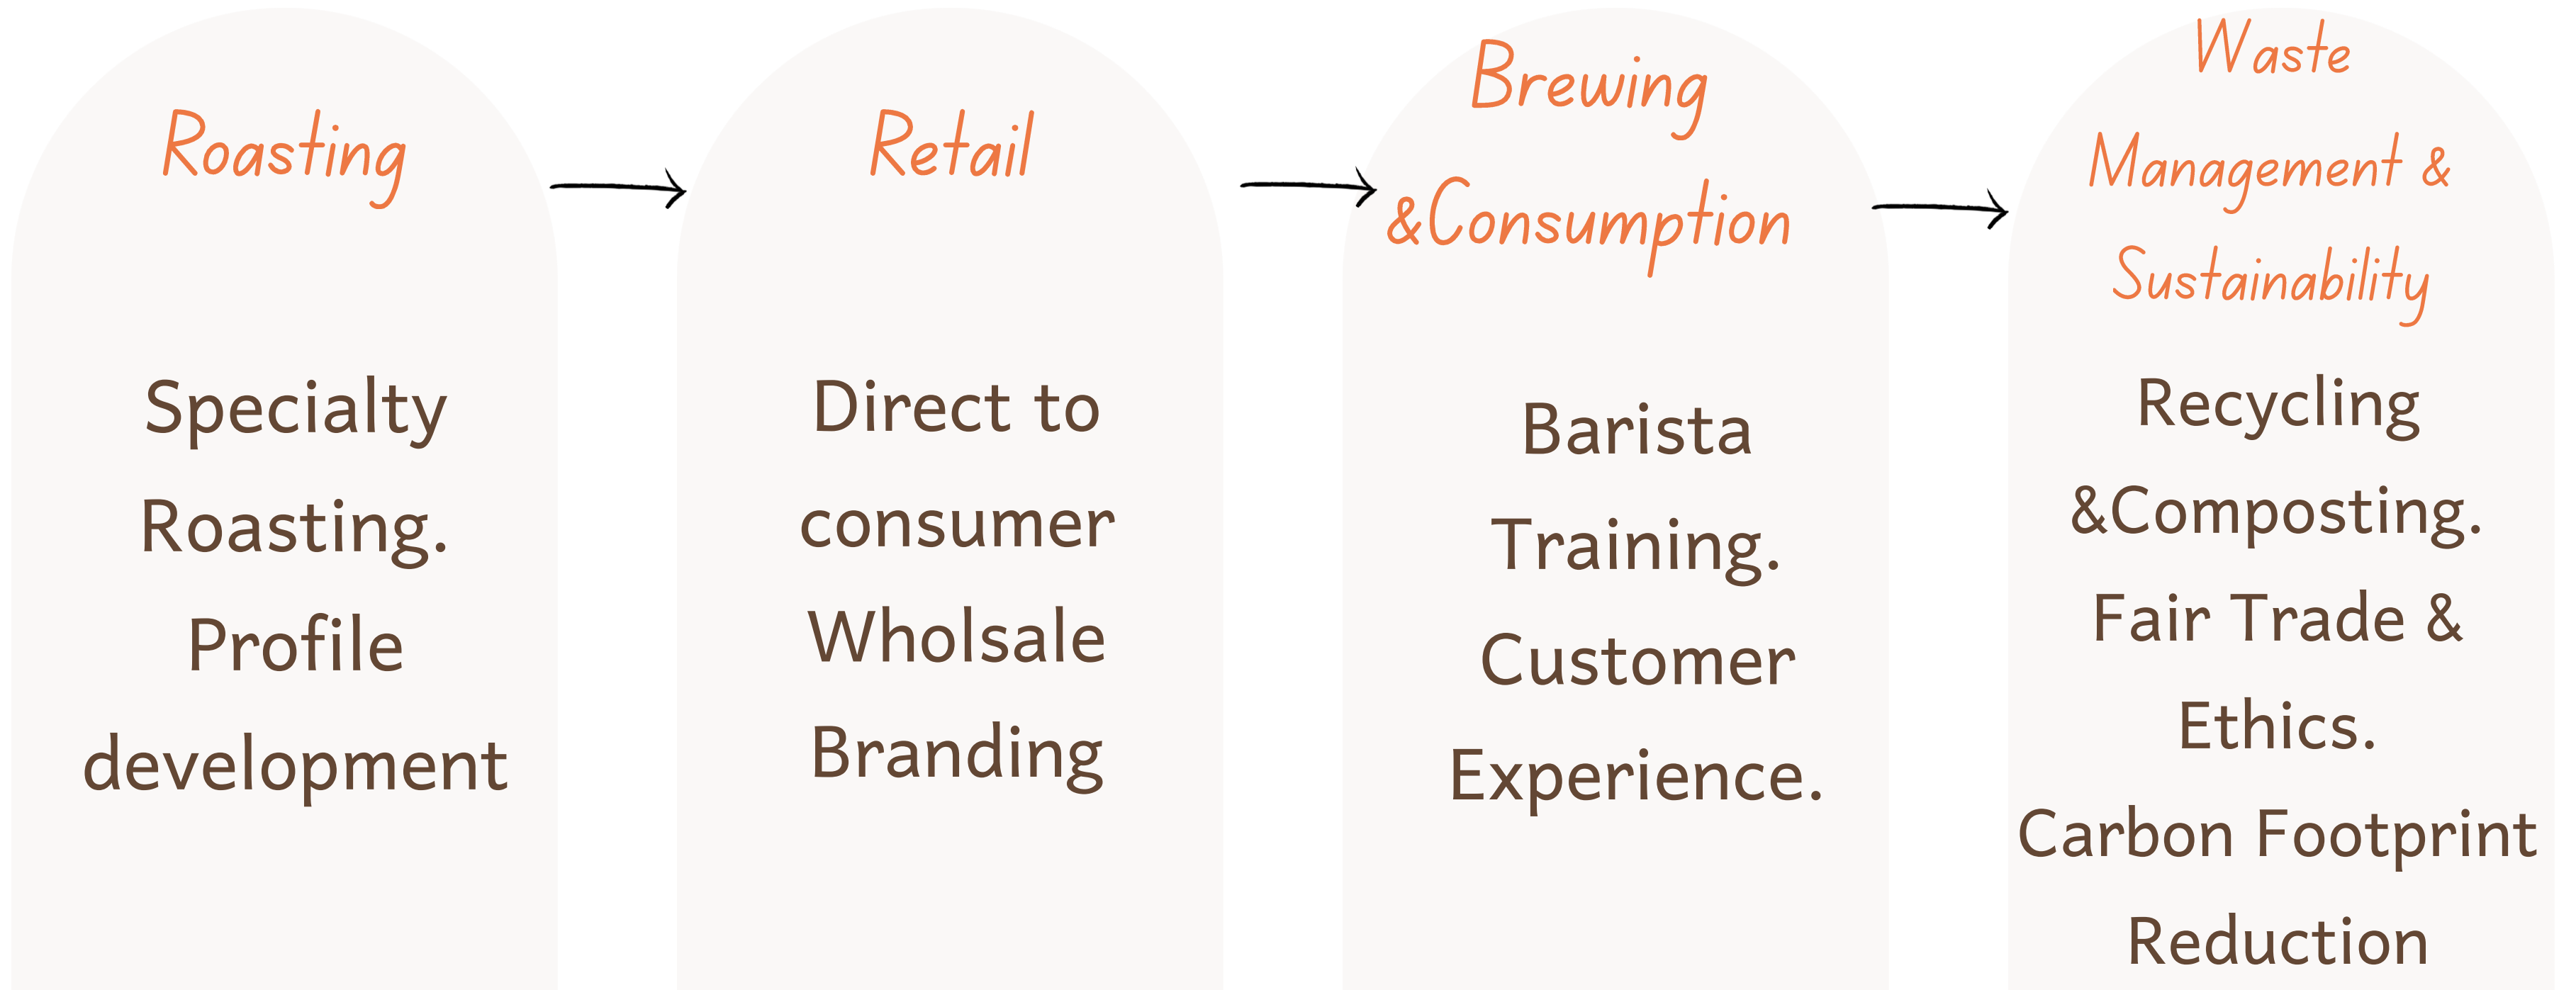 Roasting
Specialty
Roasting.
Profile
development
Retail
Direct to
consumer
Wholsale
Branding
Brewing
&Consumption
Barista
Training.
Customer
Experience.
Waste
Management &
Sustainability
Recycling
&Composting.
Fair Trade &
Ethics.
Carbon Footprint
Reduction